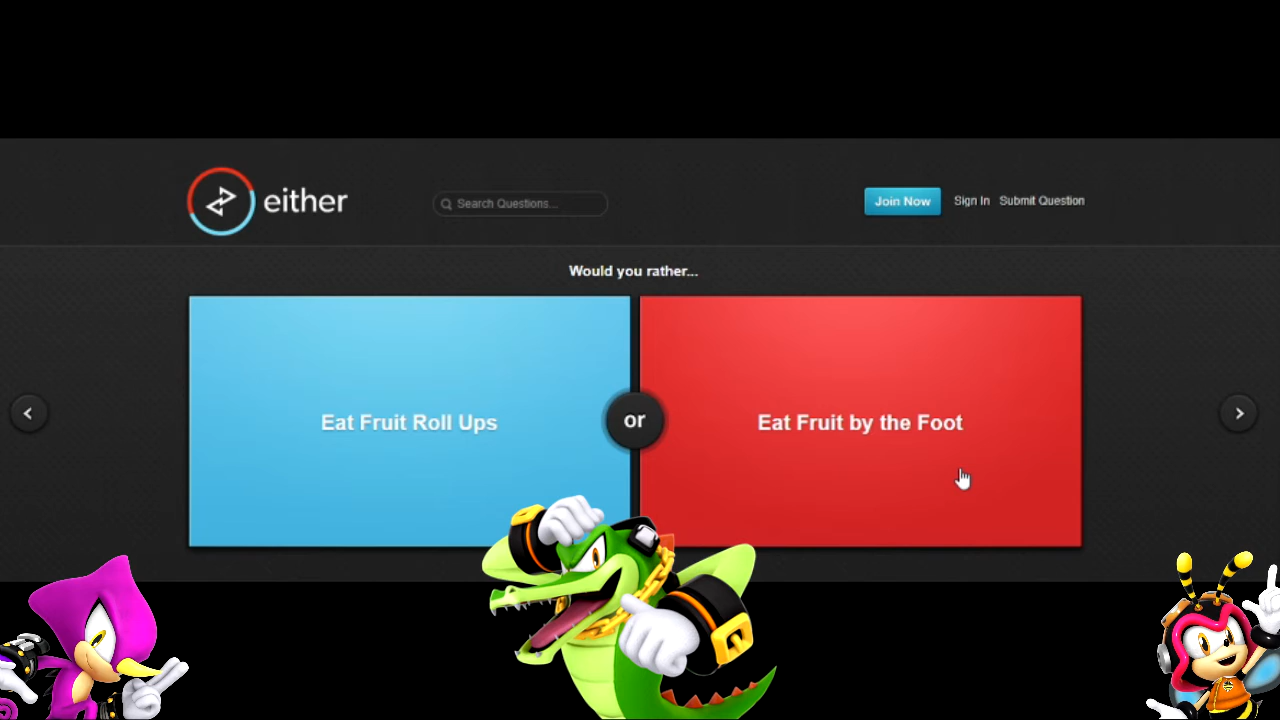 either
Search Questions...
Join Now Sign In Submit Question
Would you rather...
Eat Fruit Roll Ups or Eat Fruit by the Foot